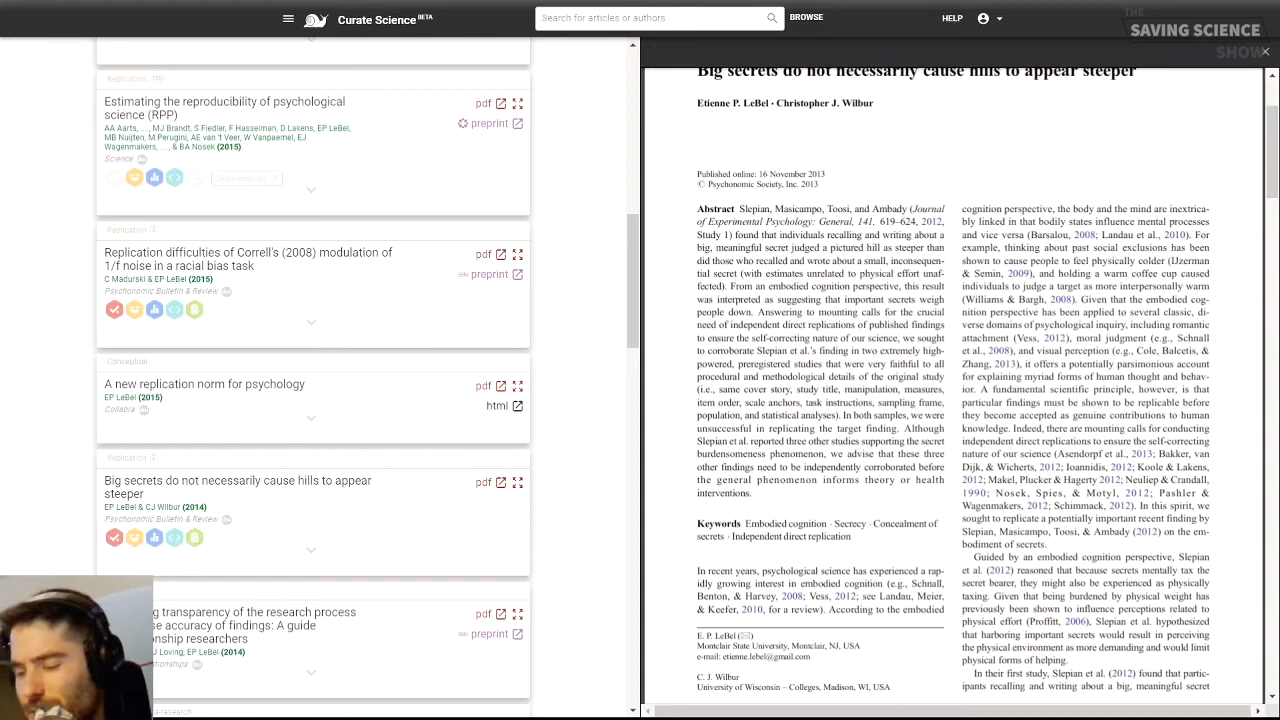 Curate Science BETA
Search for articles or authors
BROWSE
HELP
THE
SAVING SCIENCE
SHOW
Replication
Estimating the reproducibility of psychological
science (RPP)
pdf
AA Aarts, ... , MJ Brandt, S Fiedler, F Hasselman, D Lakens, EP LeBel,
MB Nuijten, M Perugini, AE van 't Veer, W Vanpaemel, EJ
Wagenmakers, ... , & BA Nosek (2015)
preprint
Science
Commentaries
Replication
Replication difficulties of Correll's (2008) modulation of
1/f noise in a racial bias task
pdf
C Madurski & EP LeBel (2015)
preprint
Psychonomic Bulletin & Review
Conceptual
A new replication norm for psychology
pdf
EP LeBel (2015)
html
Collabra
Replication
Big secrets do not necessarily cause hills to appear
steeper
pdf
EP LeBel & CJ Wilbur (2014)
Psychonomic Bulletin & Review
g transparency of the research process
se accuracy of findings: A guide
onship researchers
pdf
J Loving, EP LeBel (2014)
preprint
ationships
a-research
Big secrets do not necessarily cause hills to appear steeper
Etienne P. LeBel · Christopher J. Wilbur
Published online: 16 November 2013
© Psychonomic Society, Inc. 2013
Abstract Slepian, Masicampo, Toosi, and Ambady (Journal
of Experimental Psychology: General, 141, 619–624, 2012,
Study 1) found that individuals recalling and writing about a
big, meaningful secret judged a pictured hill as steeper than
did those who recalled and wrote about a small, inconsequen-
tial secret (with estimates unrelated to physical effort unaf-
fected). From an embodied cognition perspective, this result
was interpreted as suggesting that important secrets weigh
people down. Answering to mounting calls for the crucial
need of independent direct replications of published findings
to ensure the self-correcting nature of our science, we sought
to corroborate Slepian et al.'s finding in two extremely high-
powered, preregistered studies that were very faithful to all
procedural and methodological details of the original study
(i.e., same cover story, study title, manipulation, measures,
item order, scale anchors, task instructions, sampling frame,
population, and statistical analyses). In both samples, we were
unsuccessful in replicating the target finding. Although
Slepian et al. reported three other studies supporting the secret
burdensomeness phenomenon, we advise that these three
other findings need to be independently corroborated before
the general phenomenon informs theory or health
interventions.
Keywords Embodied cognition · Secrecy · Concealment of
secrets · Independent direct replication
In recent years, psychological science has experienced a rap-
idly growing interest in embodied cognition (e.g., Schnall,
Benton, & Harvey, 2008; Vess, 2012; see Landau, Meier,
& Keefer, 2010, for a review). According to the embodied
E. P. LeBel
Montclair State University, Montclair, NJ, USA
e-mail: etienne.lebel@gmail.com
C. J. Wilbur
University of Wisconsin – Colleges, Madison, WI, USA
cognition perspective, the body and the mind are inextrica-
bly linked in that bodily states influence mental processes
and vice versa (Barsalou, 2008; Landau et al., 2010). For
example, thinking about past social exclusions has been
shown to cause people to feel physically colder (IJzerman
& Semin, 2009), and holding a warm coffee cup caused
individuals to judge a target as more interpersonally warm
(Williams & Bargh, 2008). Given that the embodied cog-
nition perspective has been applied to several classic, di-
verse domains of psychological inquiry, including romantic
attachment (Vess, 2012), moral judgment (e.g., Schnall
et al., 2008), and visual perception (e.g., Cole, Balcetis, &
Zhang, 2013), it offers a potentially parsimonious account
for explaining myriad forms of human thought and behav-
ior. A fundamental scientific principle, however, is that
particular findings must be shown to be replicable before
they become accepted as genuine contributions to human
knowledge. Indeed, there are mounting calls for conducting
independent direct replications to ensure the self-correcting
nature of our science (Asendorpf et al., 2013; Bakker, van
Dijk, & Wicherts, 2012; Ioannidis, 2012; Koole & Lakens,
2012; Makel, Plucker & Hagerty 2012; Neuliep & Crandall,
1990; Nosek, Spies, & Motyl, 2012; Pashler &
Wagenmakers, 2012; Schimmack, 2012). In this spirit, we
sought to replicate a potentially important recent finding by
Slepian, Masicampo, Toosi, & Ambady (2012) on the em-
bodiment of secrets.
Guided by an embodied cognition perspective, Slepian
et al. (2012) reasoned that because secrets mentally tax the
secret bearer, they might also be experienced as physically
taxing. Given that being burdened by physical weight has
previously been shown to influence perceptions related to
physical effort (Proffitt, 2006), Slepian et al. hypothesized
that harboring important secrets would result in perceiving
the physical environment as more demanding and would limit
physical forms of helping.
In their first study, Slepian et al. (2012) found that partic-
ipants recalling and writing about a big, meaningful secret